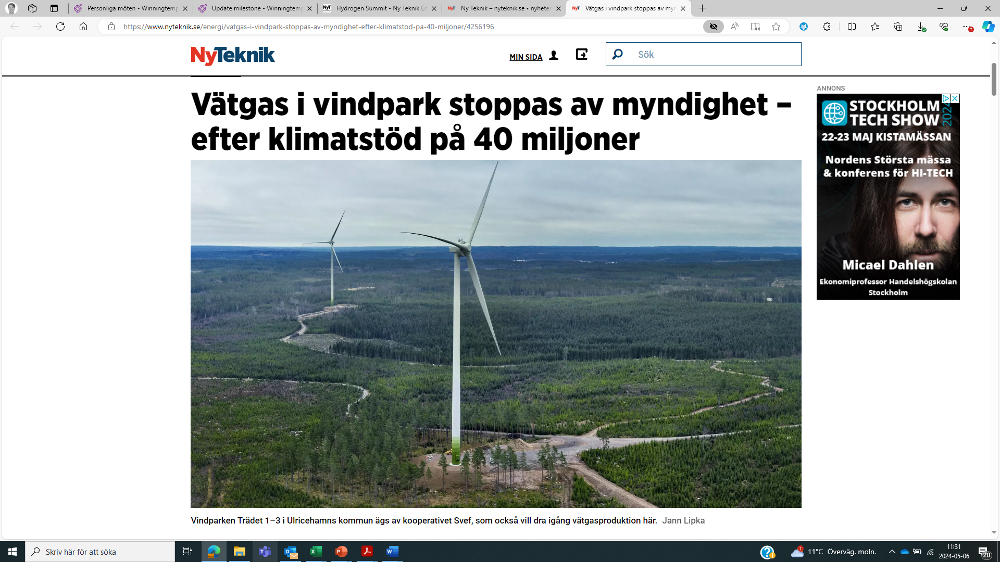 Personliga möten - Winningtemp
Update milestone - Winningtemp
Hydrogen Summit - Ny Teknik Ec
Ny Teknik – nyteknik.se • nyheter
Vätgas i vindpark stoppas av myn
https://www.nyteknik.se/energi/vatgas-i-vindpark-stoppas-av-myndighet-efter-klimatstod-pa-40-miljoner/4256196
NyTeknik
MIN SIDA
Sök
Vätgas i vindpark stoppas av myndighet –
efter klimatstöd på 40 miljoner
ANNONS
STOCKHOLM
TECH SHOW 2024
22-23 MAJ KISTAMÄSSAN
Nordens Största mässa
& konferens för HI-TECH
Micael Dahlen
Ekonomiprofessor Handelshögskolan
Stockholm
Vindparken Trädet 1–3 i Ulricehamns kommun ägs av kooperativet Svef, som också vill dra igång vätgasproduktion här. Jann Lipka
Skriv här för att söka
11°C Överväg. moln.
11:31
2024-05-06
20